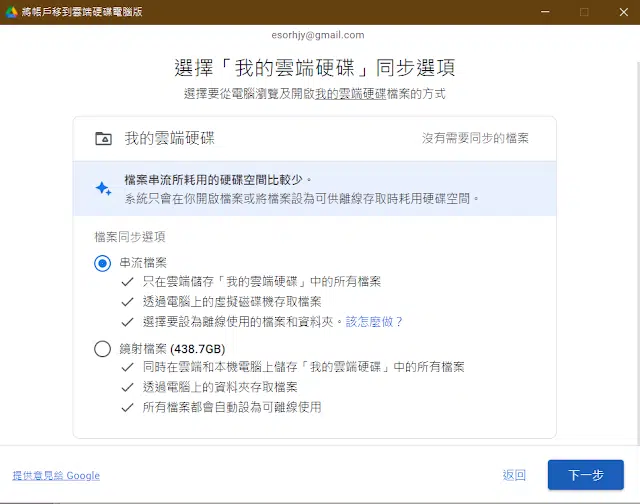 將帳戶移到雲端硬碟電腦版
esorhjy@gmail.com
選擇「我的雲端硬碟」同步選項
選擇要從電腦瀏覽及開啟我的雲端硬碟檔案的方式
我的雲端硬碟
沒有需要同步的檔案
檔案串流所耗用的硬碟空間比較少。
系統只會在你開啟檔案或將檔案設為可供離線存取時耗用硬碟空間。
檔案同步選項
串流檔案
只在雲端儲存「我的雲端硬碟」中的所有檔案
透過電腦上的虛擬磁碟機存取檔案
選擇要設為離線使用的檔案和資料夾。該怎麼做？
鏡射檔案 (438.7GB)
同時在雲端和本機電腦上儲存「我的雲端硬碟」中的所有檔案
透過電腦上的資料夾存取檔案
所有檔案都會自動設為可離線使用
提供意見給 Google
返回
下一步